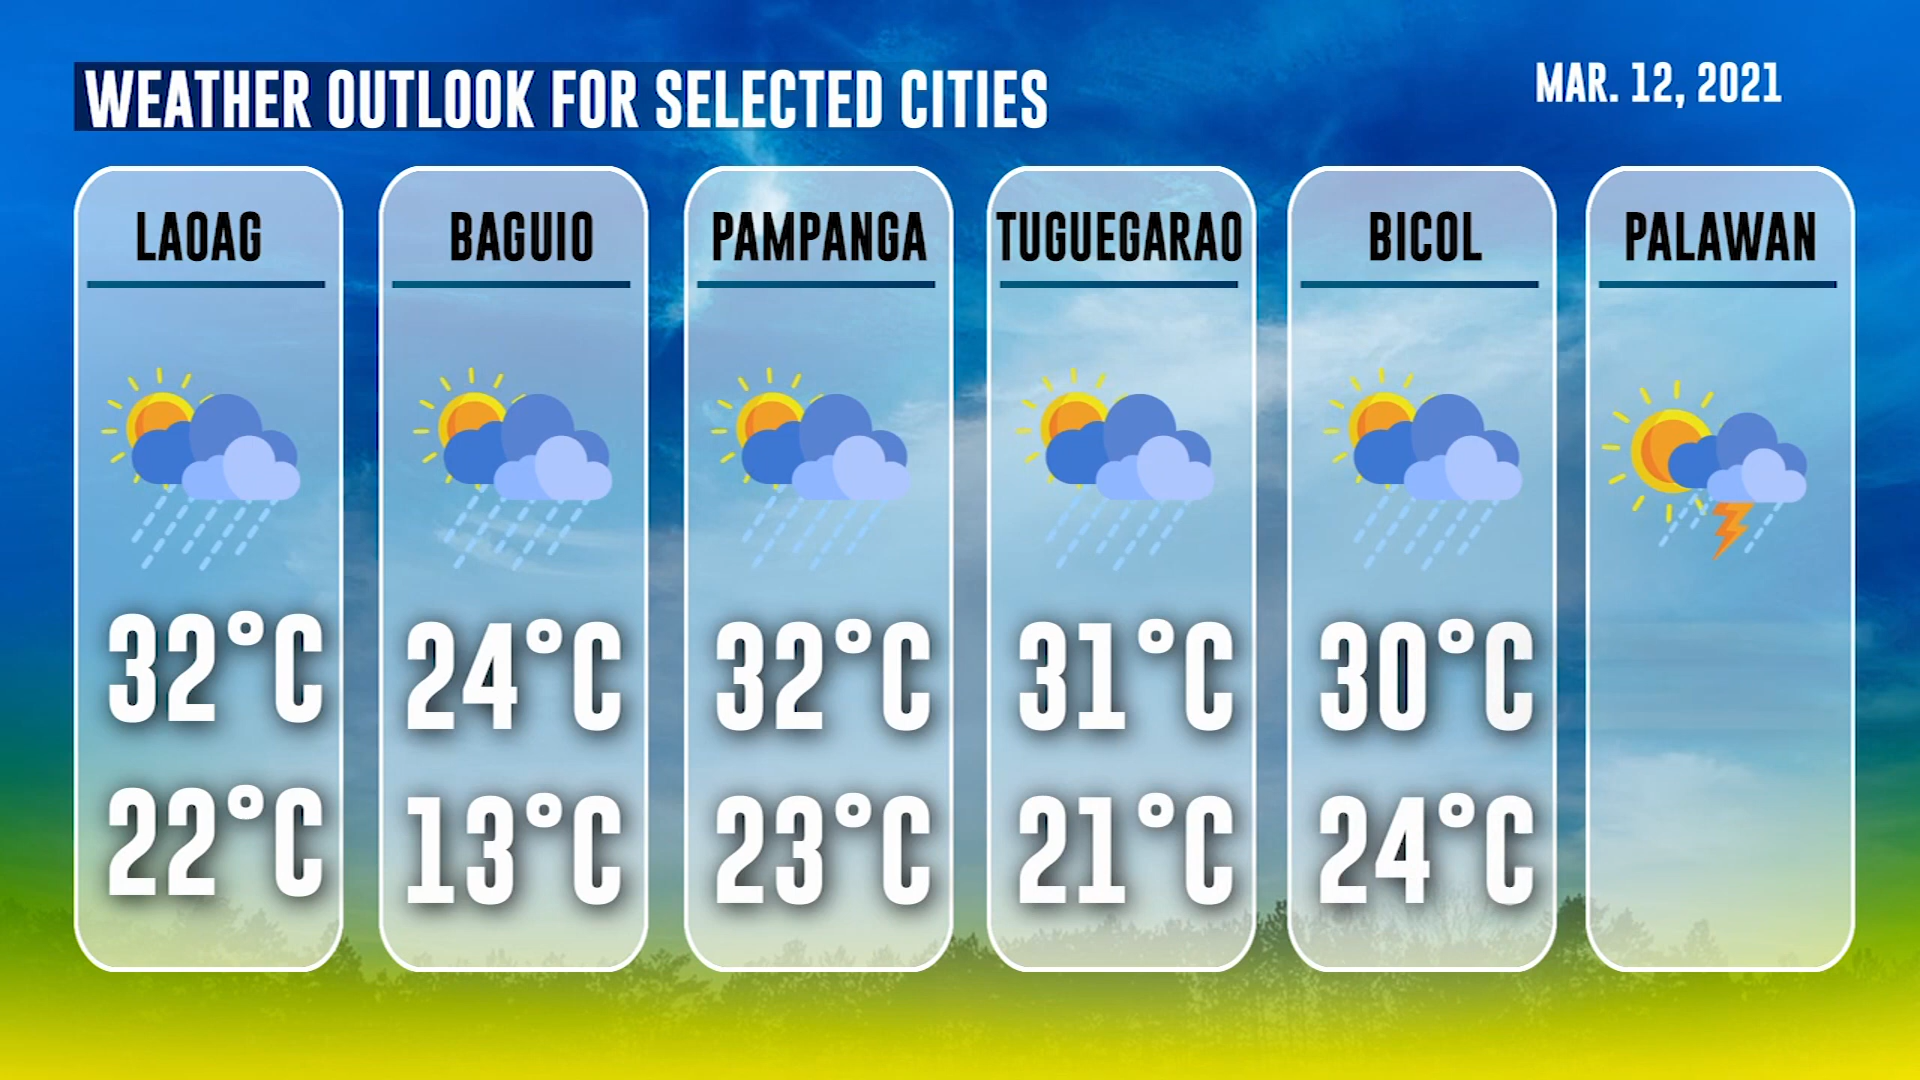 WEATHER OUTLOOK FOR SELECTED CITIES
MAR. 12, 2021
LAOAG
32°C
22°C
BAGUIO
24°C
13°C
PAMPANGA
32°C
23°C
TUGUEGARAO
31°C
21°C
BICOL
30°C
24°C
PALAWAN